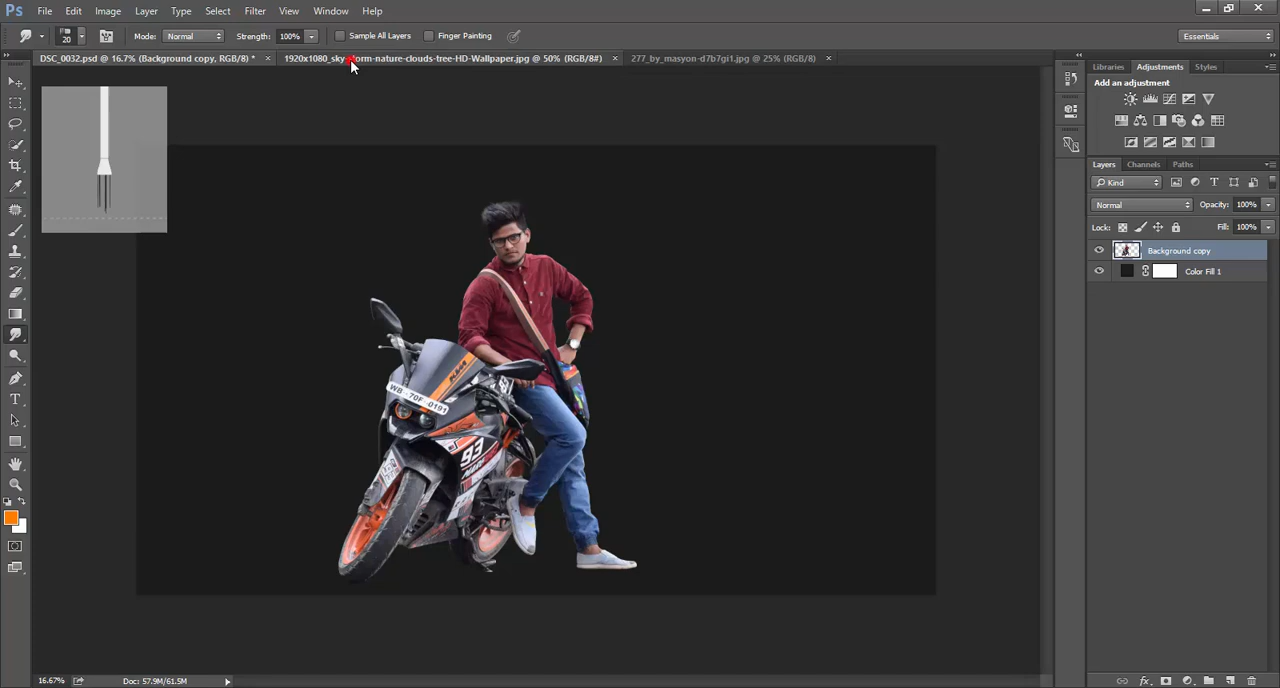 Ps File Edit Image Layer Type Select Filter View Window Help
20 Mode: Normal Strength: 100% Sample All Layers Finger Painting Essentials
DSC_0032.psd @ 16.7% (Background copy, RGB/8) * × 1920x1080_sky-storm-nature-clouds-tree-HD-Wallpaper.jpg @ 50% (RGB/8#) × 277_by_masyon-d7b7gi1.jpg @ 25% (RGB/8) ×
Libraries Adjustments Styles
Add an adjustment
Layers Channels Paths
Kind
Normal Opacity: 100%
Lock: Fill: 100%
Background copy
Color Fill 1
KTM
WB-70F-0191
93
16.67% Doc: 57.9M/61.5M